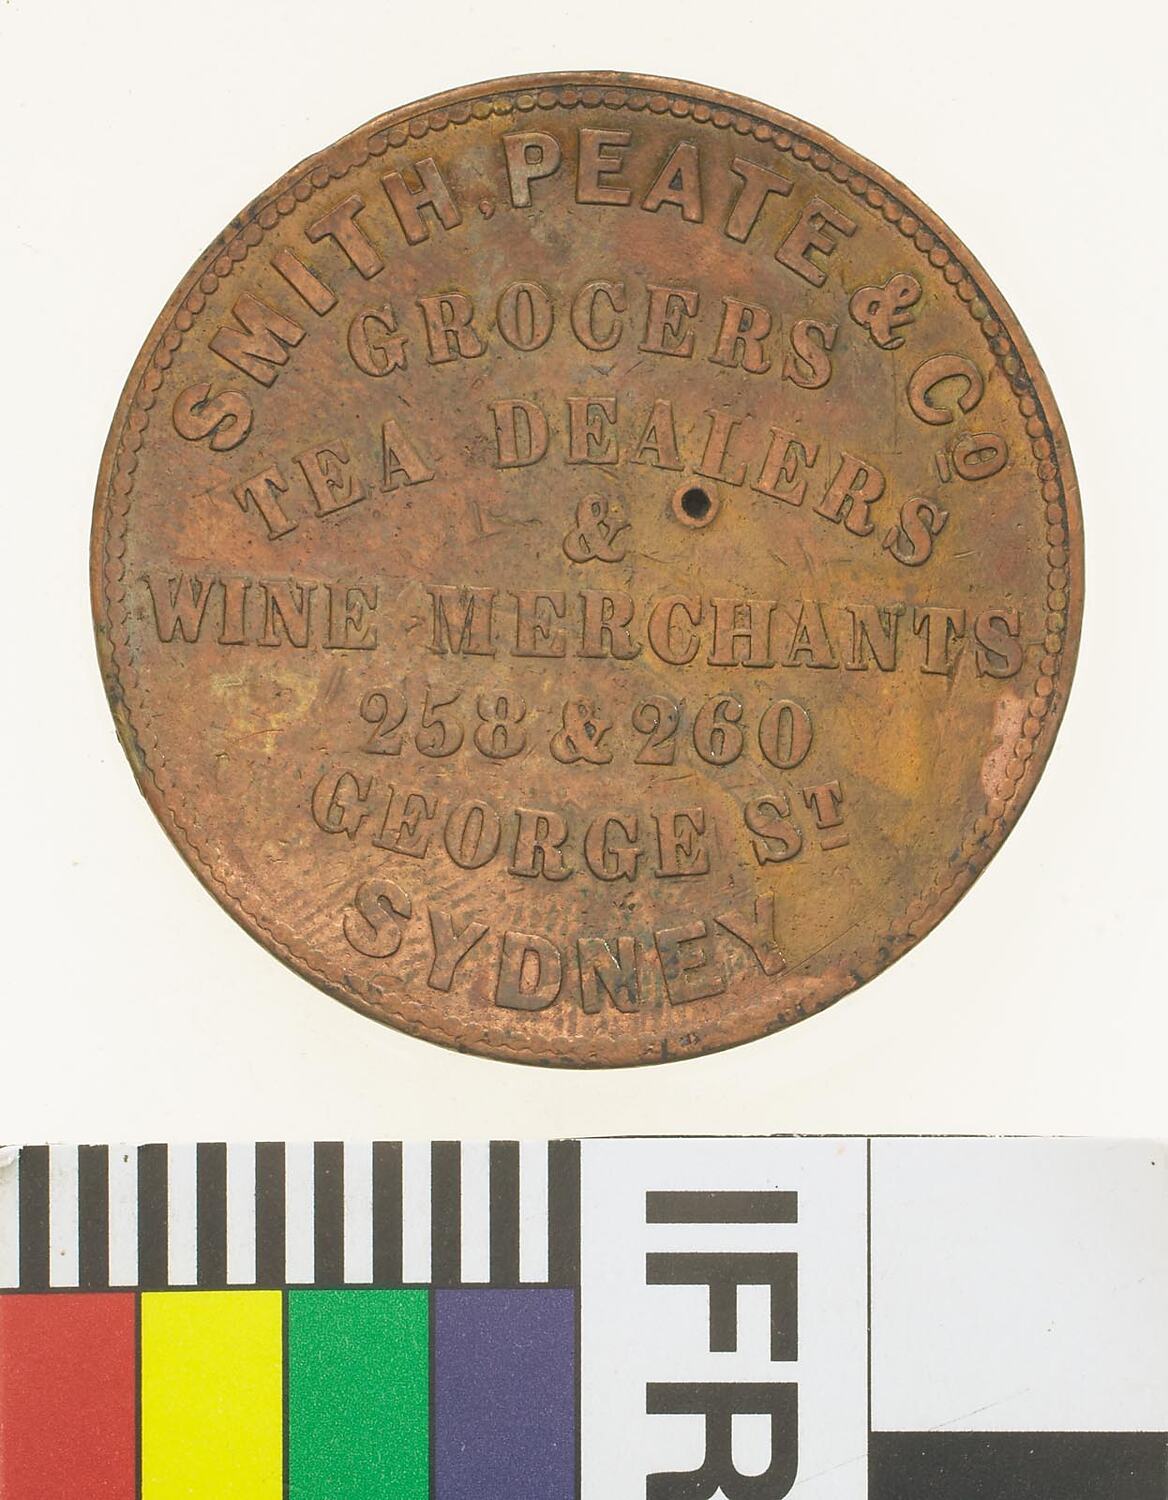 SMITH, PEATE & Co
GROCERS
TEA DEALERS
&
WINE MERCHANTS
258 & 260
GEORGE ST
SYDNEY
IFR